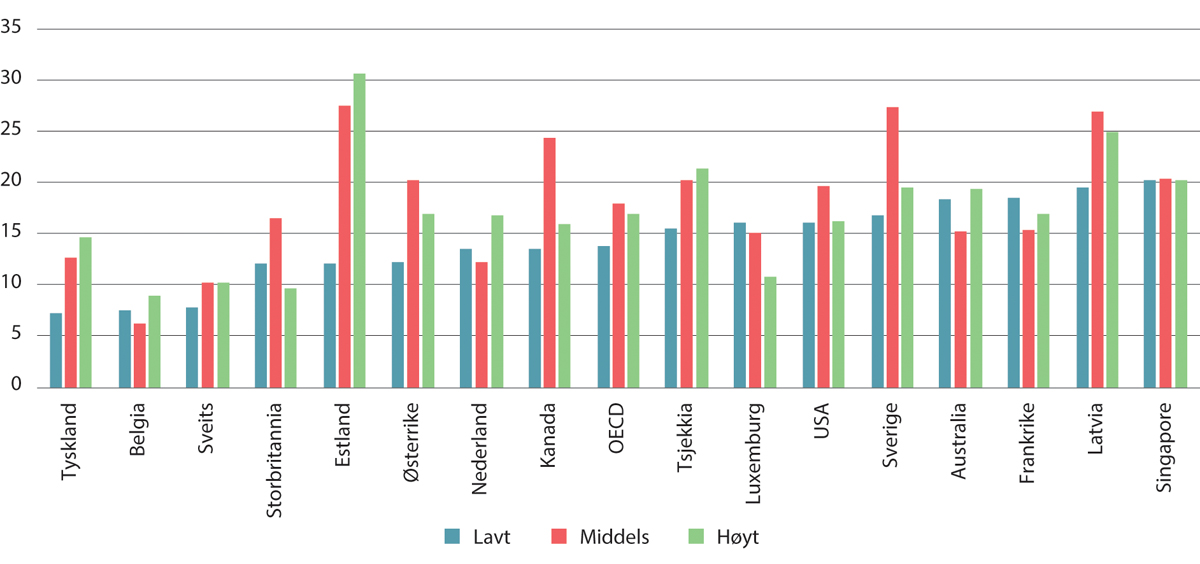 35
30
25
20
15
10
5
0
Tyskland
Belgia
Sveits
Storbritannia
Estland
Østerrike
Nederland
Kanada
OECD
Tsjekkia
Luxemburg
USA
Sverige
Australia
Frankrike
Latvia
Singapore
Lavt Middels Høyt